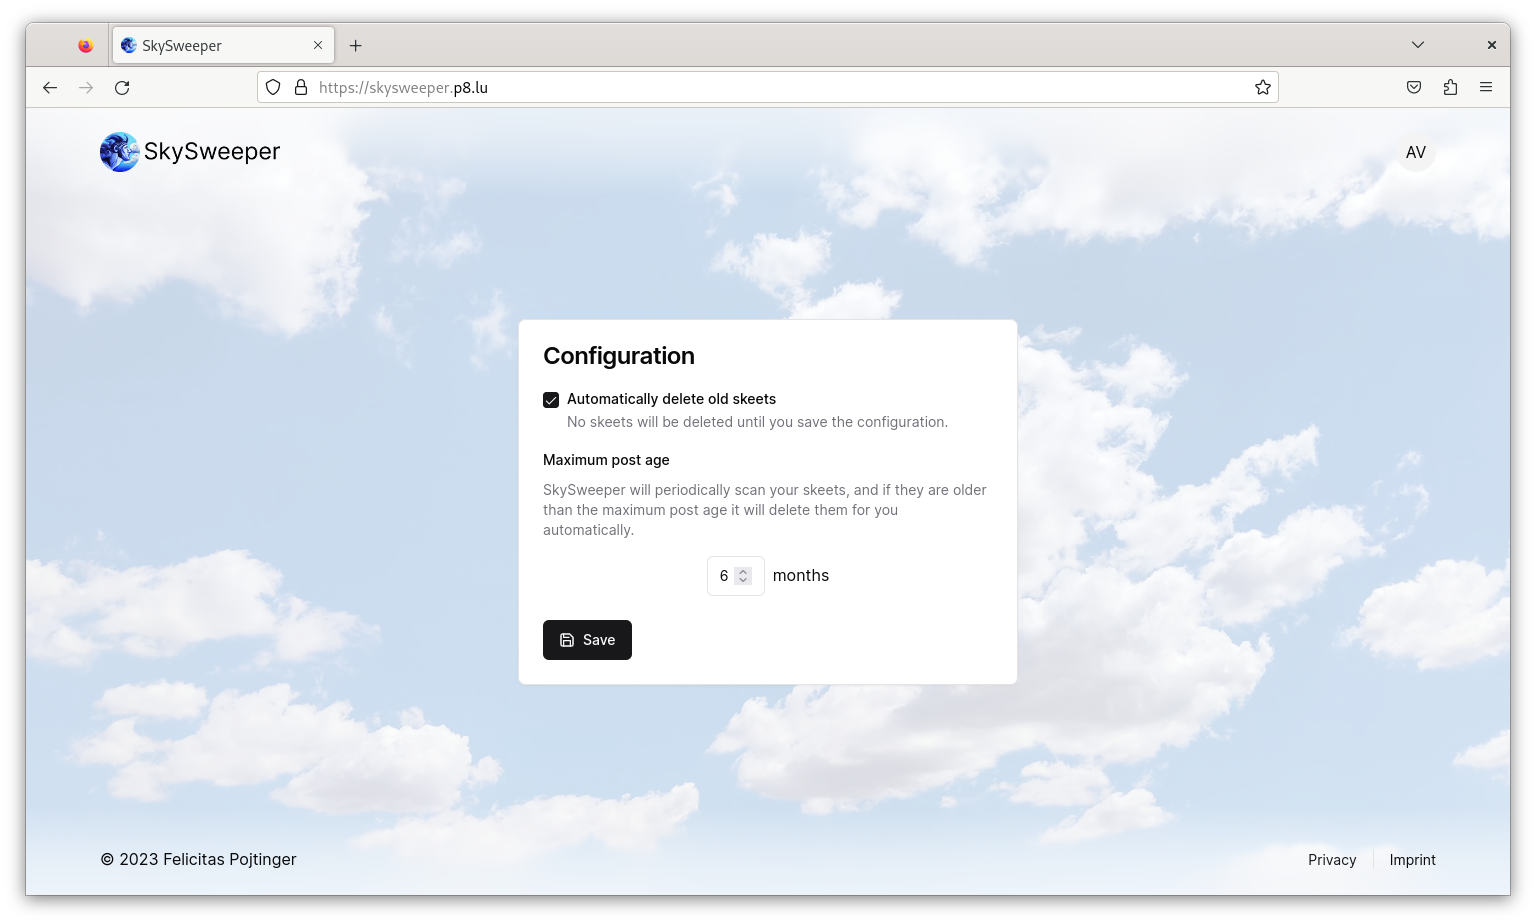 SkySweeper
https://skysweeper.p8.lu
SkySweeper
AV
Configuration
Automatically delete old skeets
No skeets will be deleted until you save the configuration.
Maximum post age
SkySweeper will periodically scan your skeets, and if they are older
than the maximum post age it will delete them for you
automatically.
6 months
Save
© 2023 Felicitas Pojtinger
Privacy
Imprint